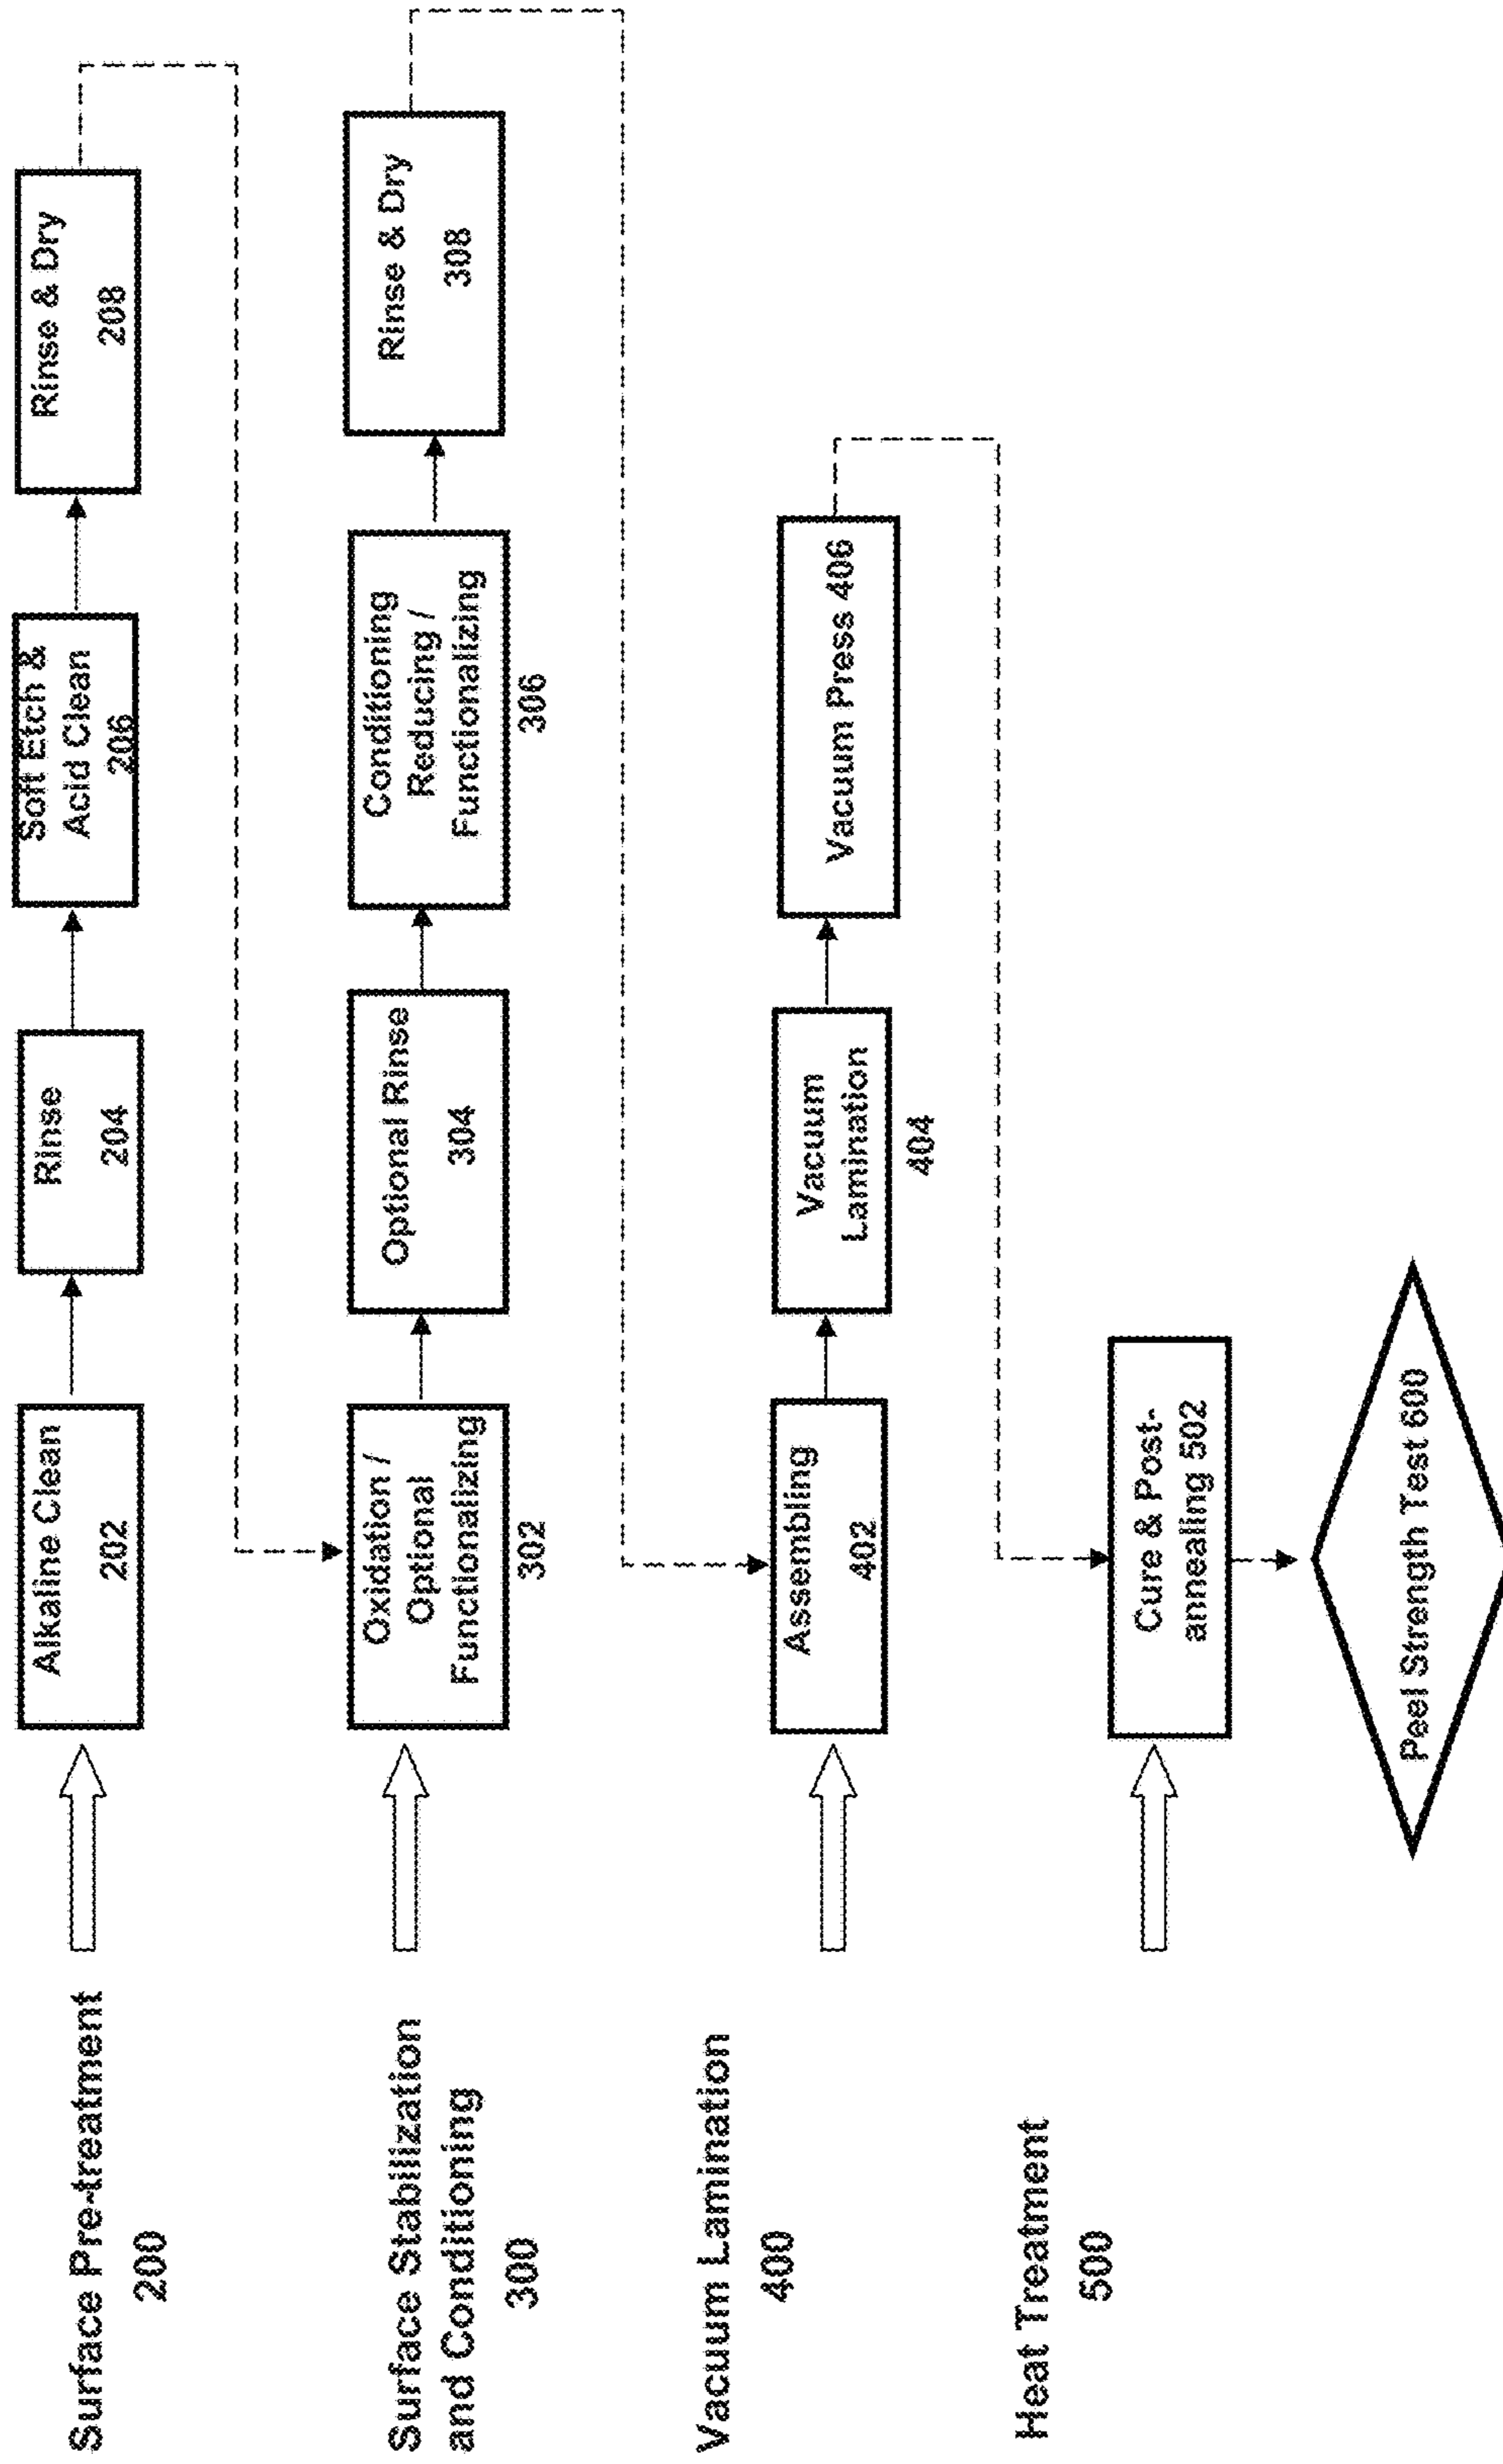 Surface Pre-treatment
200
Alkaline Clean
202
Rinse
204
Soft Etch &
Acid Clean
206
Rinse & Dry
208
Surface Stabilization
and Conditioning
300
Oxidation /
Optional
Functionalizing
302
Optional Rinse
304
Conditioning
Reducing /
Functionalizing
306
Rinse & Dry
308
Vacuum Lamination
400
Assembling
402
Vacuum
Lamination
404
Vacuum Press 406
Heat Treatment
500
Cure & Post-
annealing 502
Peel Strength Test 600